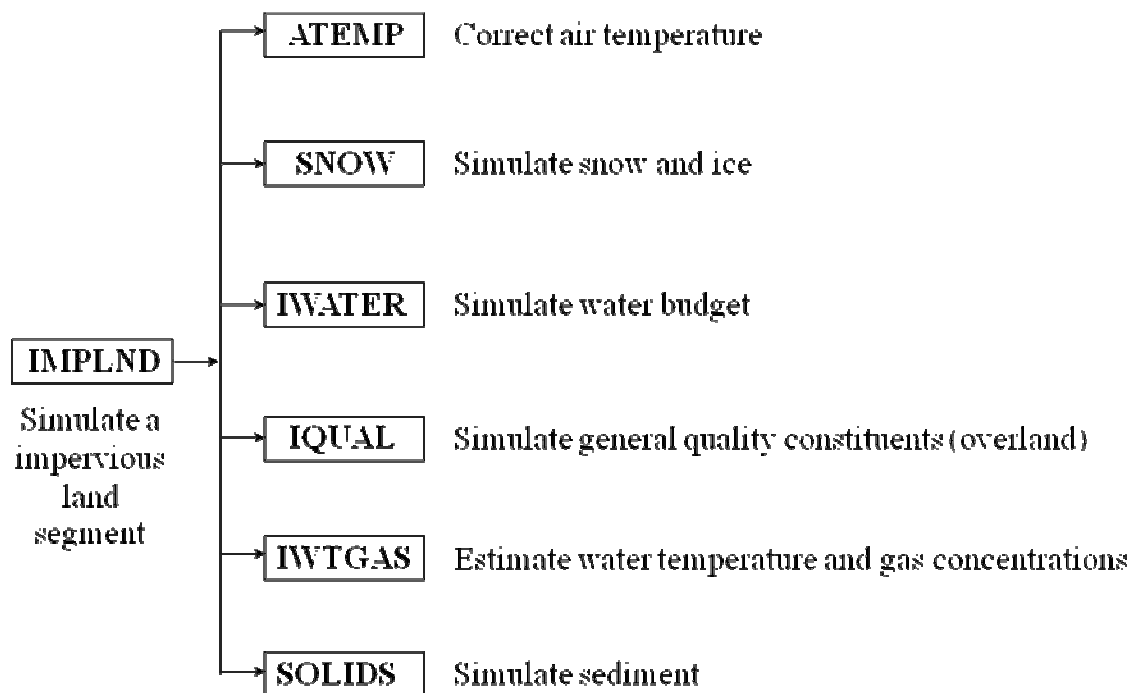 ATEMP Correct air temperature
SNOW Simulate snow and ice
IWATER Simulate water budget
IMPLND
Simulate a
impervious
land
segment
IQUAL Simulate general quality constituents (overland)
IWTGAS Estimate water temperature and gas concentrations
SOLIDS Simulate sediment